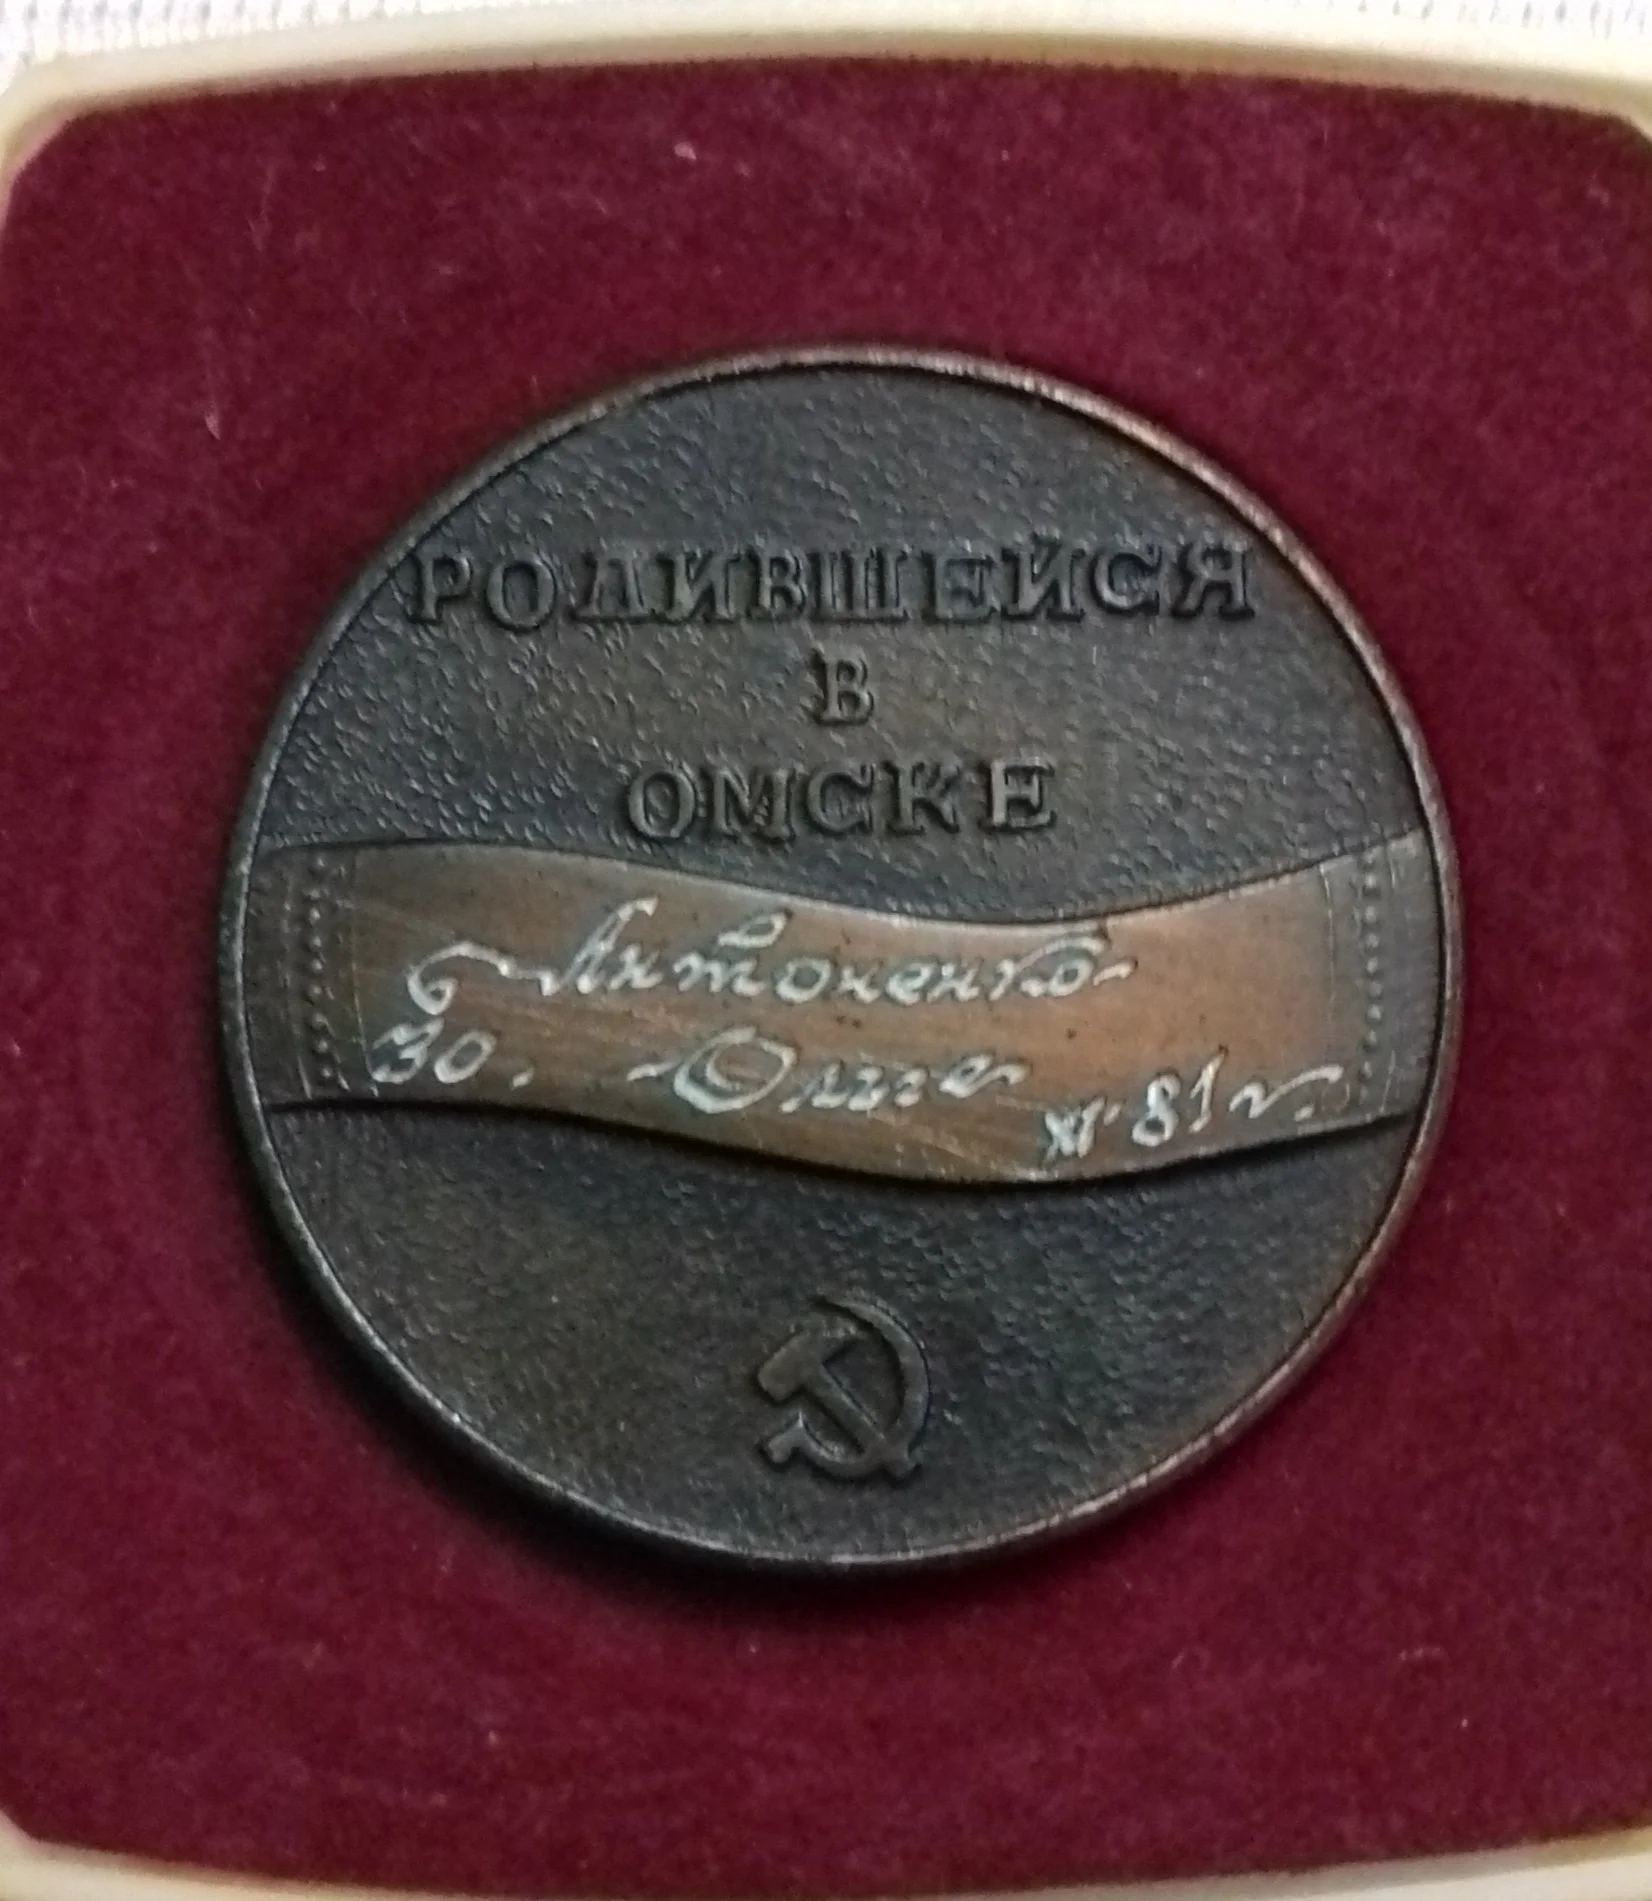 РОДИВШЕЙСЯ
В
ОМСКЕ
Антоненко
30. Ольге XI 81 г.